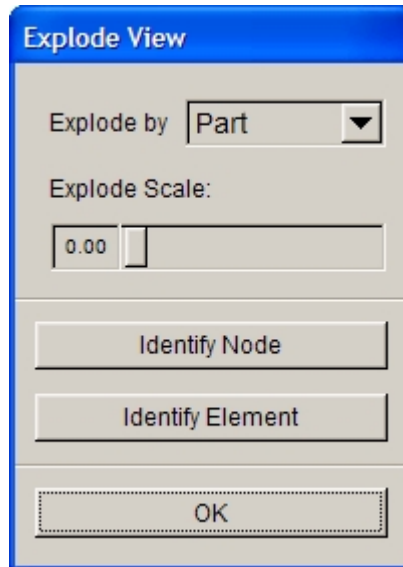 Explode View
Explode by Part
Explode Scale:
0.00
Identify Node
Identify Element
OK